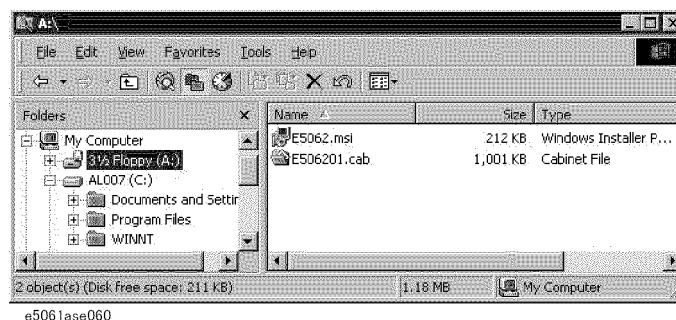 A:\
File Edit View Favorites Tools Help
Folders
My Computer
3½ Floppy (A:)
AL007 (C:)
Documents and Settir
Program Files
WINNT
Name Size Type
E5062.msi 212 KB Windows Installer P...
E506201.cab 1,001 KB Cabinet File
2 object(s) (Disk free space: 211 KB) 1.18 MB My Computer
e5061ase060